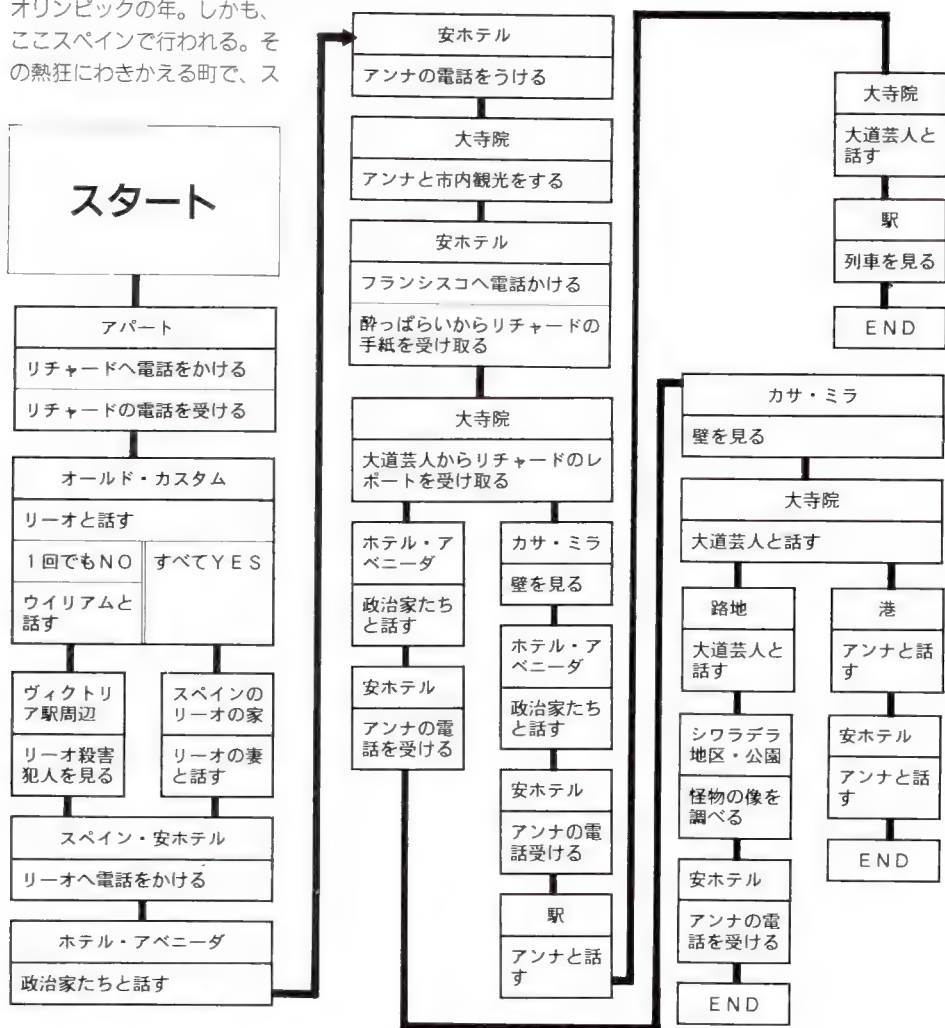 オリンピックの年。しかも、
ここスペインで行われる。そ
の熱狂にわきかえる町で、ス
スタート
アパート
リチャードへ電話をかける
リチャードの電話を受ける
オールド・カスタム
リーオと話す
1回でもNO
ウイリアムと
話す
すべてYES
ヴィクトリ
ア駅周辺
リーオ殺害
犯人を見る
スペインの
リーオの家
リーオの妻
と話す
スペイン・安ホテル
リーオへ電話をかける
ホテル・アベニーダ
政治家たちと話す
安ホテル
アンナの電話をうける
大寺院
アンナと市内観光をする
安ホテル
フランシスコへ電話かける
酔っぱらいからリチャードの
手紙を受け取る
大寺院
大道芸人からリチャードのレ
ポートを受け取る
ホテル・ア
ベニーダ
政治家たち
と話す
安ホテル
アンナの電
話を受ける
カサ・ミラ
壁を見る
ホテル・ア
ベニーダ
政治家たち
と話す
安ホテル
アンナの電
話受ける
駅
アンナと話
す
大寺院
大道芸人と
話す
駅
列車を見る
END
カサ・ミラ
壁を見る
大寺院
大道芸人と話す
路地
大道芸人と
話す
シワラデラ
地区・公園
怪物の像を
調べる
安ホテル
アンナの電
話を受ける
END
港
アンナと話
す
安ホテル
アンナと話
す
END